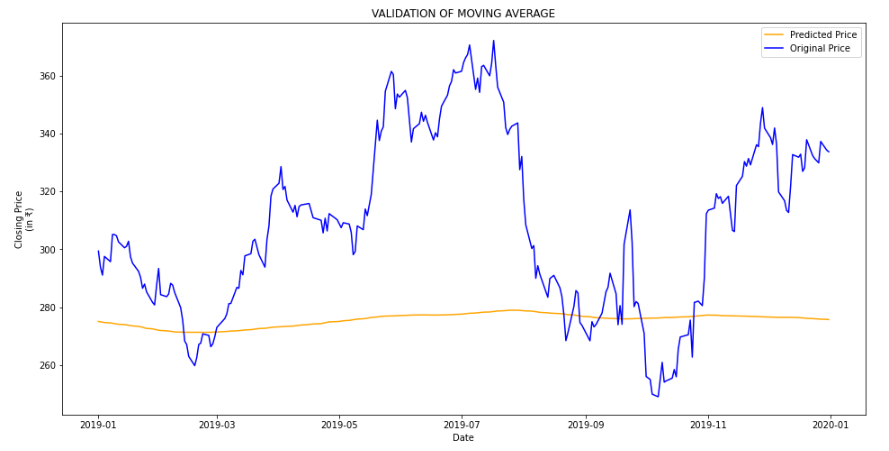 VALIDATION OF MOVING AVERAGE
Predicted Price
Original Price
360
340
320
300
280
260
Closing Price
(in ₹)
2019-01
2019-03
2019-05
2019-07
2019-09
2019-11
2020-01
Date